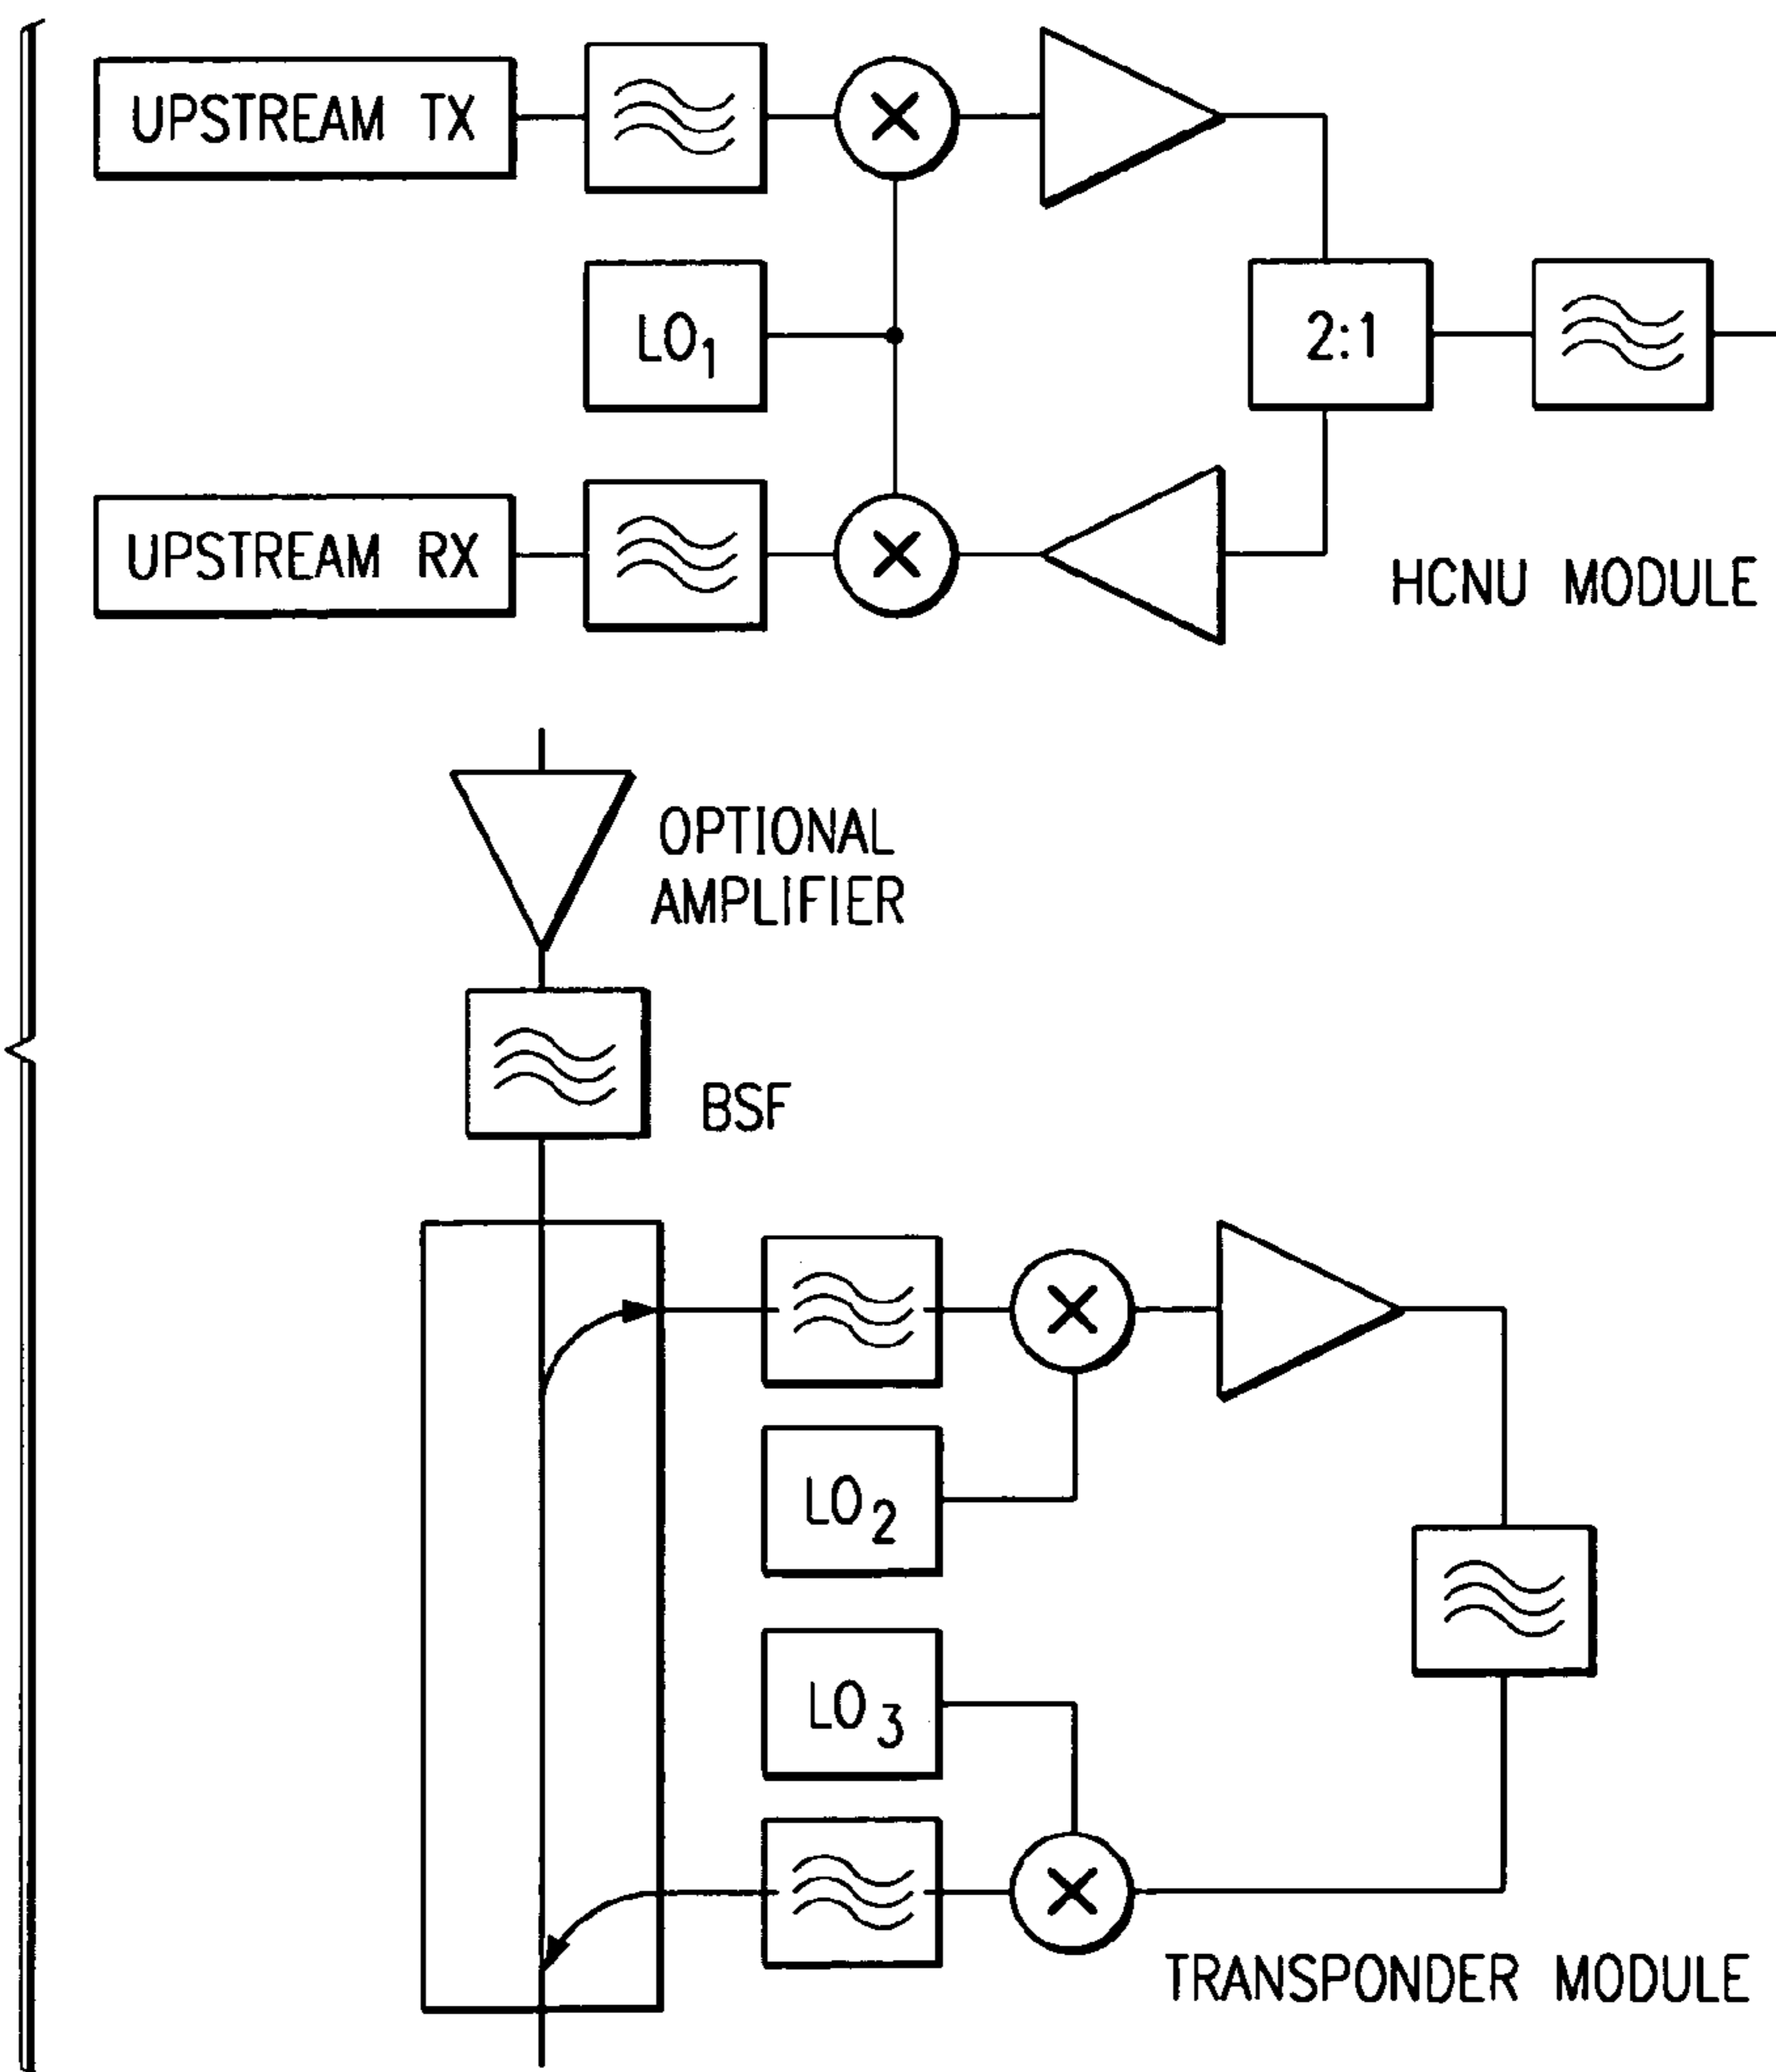 UPSTREAM TX
LO1
2:1
UPSTREAM RX
HCNU MODULE
OPTIONAL
AMPLIFIER
BSF
LO2
LO3
TRANSPONDER MODULE